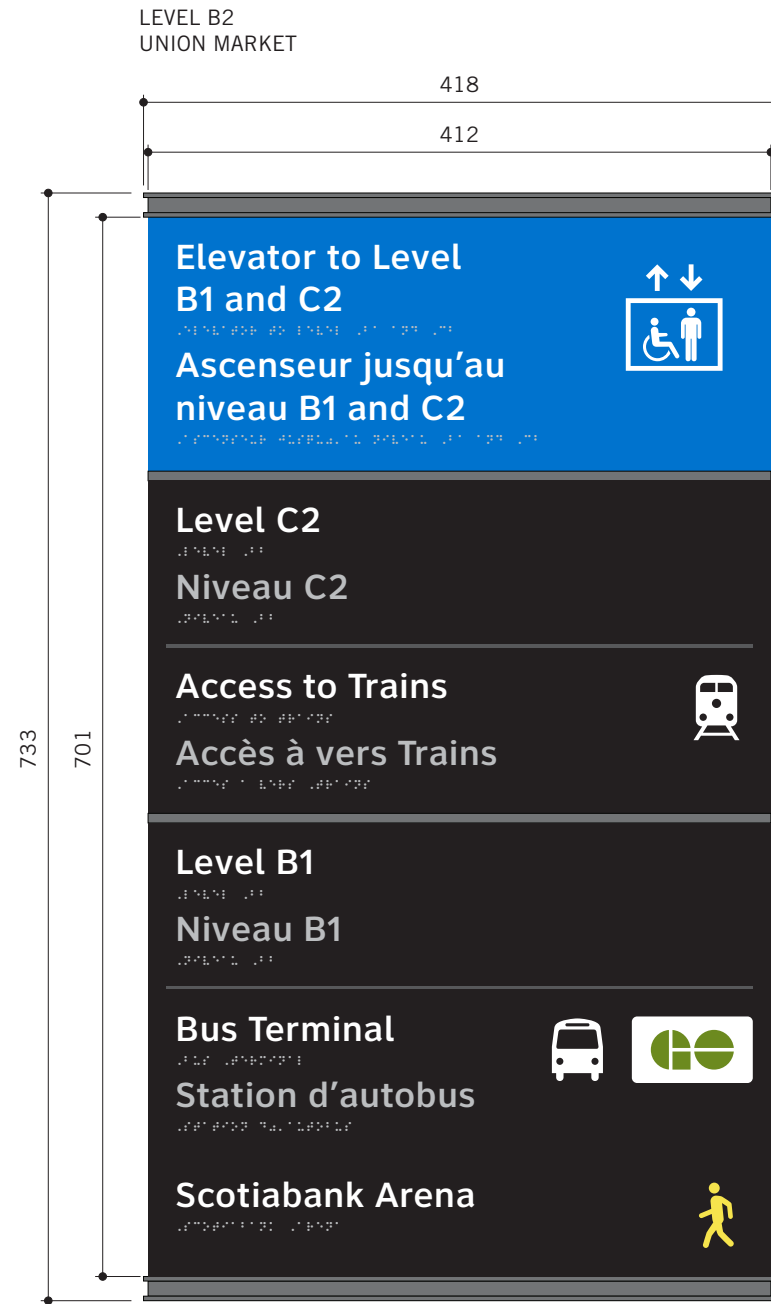 LEVEL B2
UNION MARKET
418
412
733
701
Elevator to Level
B1 and C2
Ascenseur jusqu’au
niveau B1 and C2
Level C2
Niveau C2
Access to Trains
Accès à vers Trains
Level B1
Niveau B1
Bus Terminal
GO
Station d’autobus
Scotiabank Arena